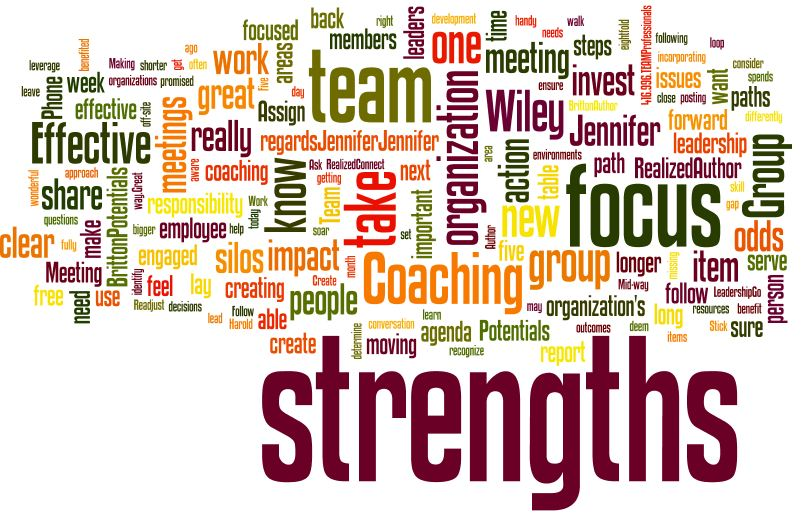 strengths
focus
team
Coaching
take
organization
Effective
Wiley
group
new
know
one
meeting
invest
Jennifer
Group
work
great
really
meetings
share
clear
silos
impact
people
action
item
odds
regardsJenniferJennifer
coaching
responsibility
employee
engaged
BrittonPotentials
effective
week
Phone
focused
areas
back
members
leaders
time
steps
issues
want
paths
forward
leadership
RealizedAuthor
path
Assign
next
important
Team
table
five
longer
organization's
follow
serve
person
sure
long
report
Potentials
agenda
moving
create
able
creating
lay
feel
free
use
need
make
Meeting
right
development
handy
needs
walk
eightfold
following
loop
incorporating
416.996.TEAMProfessionals
consider
spends
close
posting
differently
ensure
BrittonAuthor
environments
area
skill
gap
missing
Mid-way
LeadershipGo
resources
benefit
Stick
items
deem
outcomes
may
Author
set
learn
conversation
recognize
determine
month
Create
soar
getting
Ask
RealizedConnect
day
five
ago
often
get
benefited
Making
shorter
organizations
promised
leverage
leave
off-site
approach
aware
wonderful
way.Great
questions
bigger
help
Work
today
fully
identify
Readjust
decisions
Follow
Harold
lead